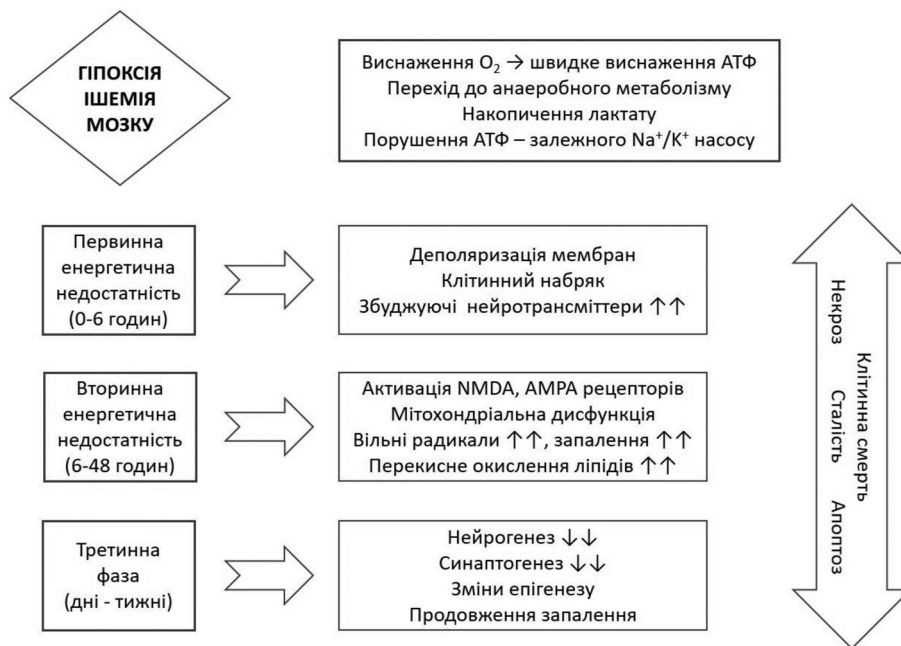 ГІПОКСІЯ
ІШЕМІЯ
МОЗКУ
Виснаження O₂ → швидке виснаження АТФ
Перехід до анаеробного метаболізму
Накопичення лактату
Порушення АТФ – залежного Na⁺/K⁺ насосу
Первинна
енергетична
недостатність
(0-6 годин)
Деполяризація мембран
Клітинний набряк
Збуджуючі нейротрансміттери ↑↑
Вторинна
енергетична
недостатність
(6-48 годин)
Активація NMDA, AMPA рецепторів
Мітохондріальна дисфункція
Вільні радикали ↑↑, запалення ↑↑
Перекисне окислення ліпідів ↑↑
Третинна
фаза
(дні - тижні)
Нейрогенез ↓↓
Синаптогенез ↓↓
Зміни епігенезу
Продовження запалення
Клітинна смерть
Некроз Сталість Апоптоз